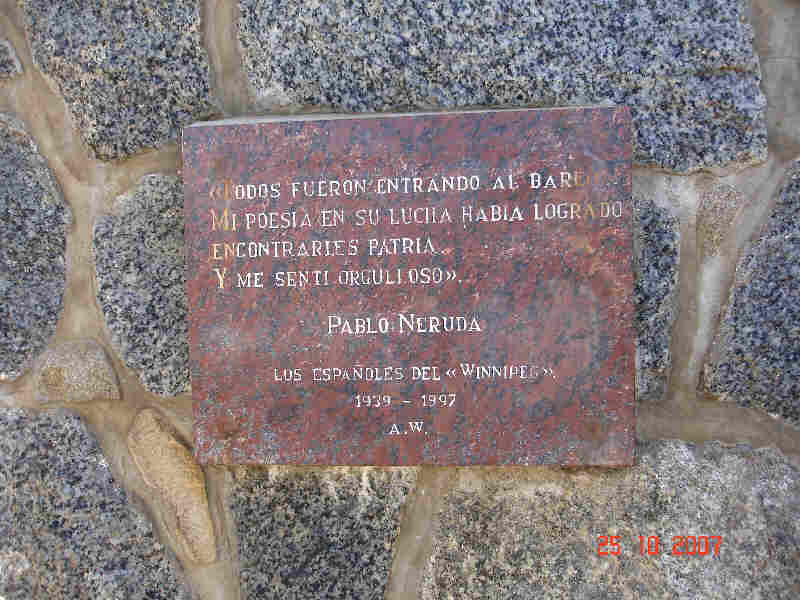 «TODOS FUERON ENTRANDO AL BARCO...
MI POESIA EN SU LUCHA HABIA LOGRADO
ENCONTRARLES PATRIA.
Y ME SENTI ORGULLOSO».
PABLO NERUDA
LOS ESPAÑOLES DEL «WINNIPEG».
1939 - 1997
A.W.
25 10 2007